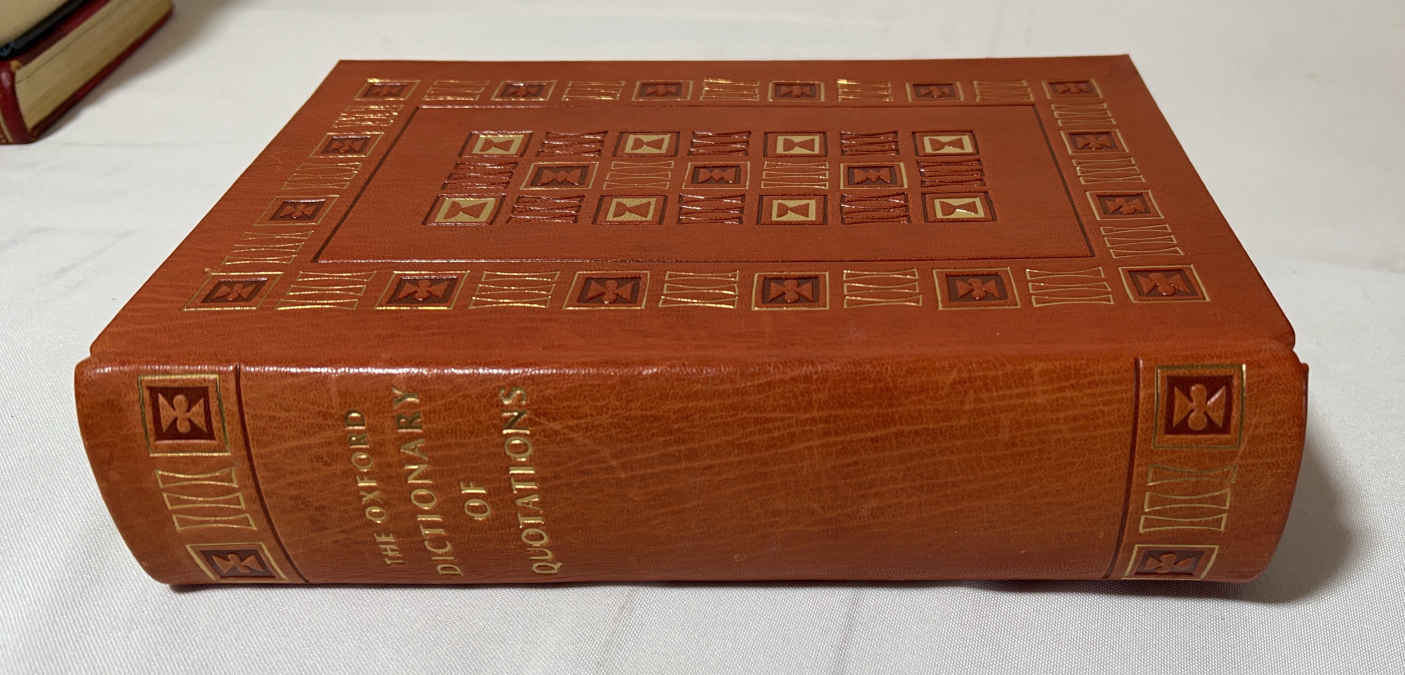 THE OXFORD
DICTIONARY
OF
QUOTATIONS